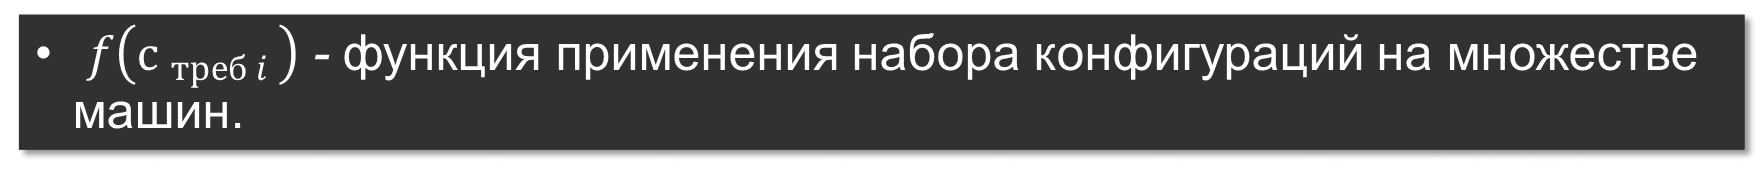 • f(с треб i) - функция применения набора конфигураций на множестве
машин.